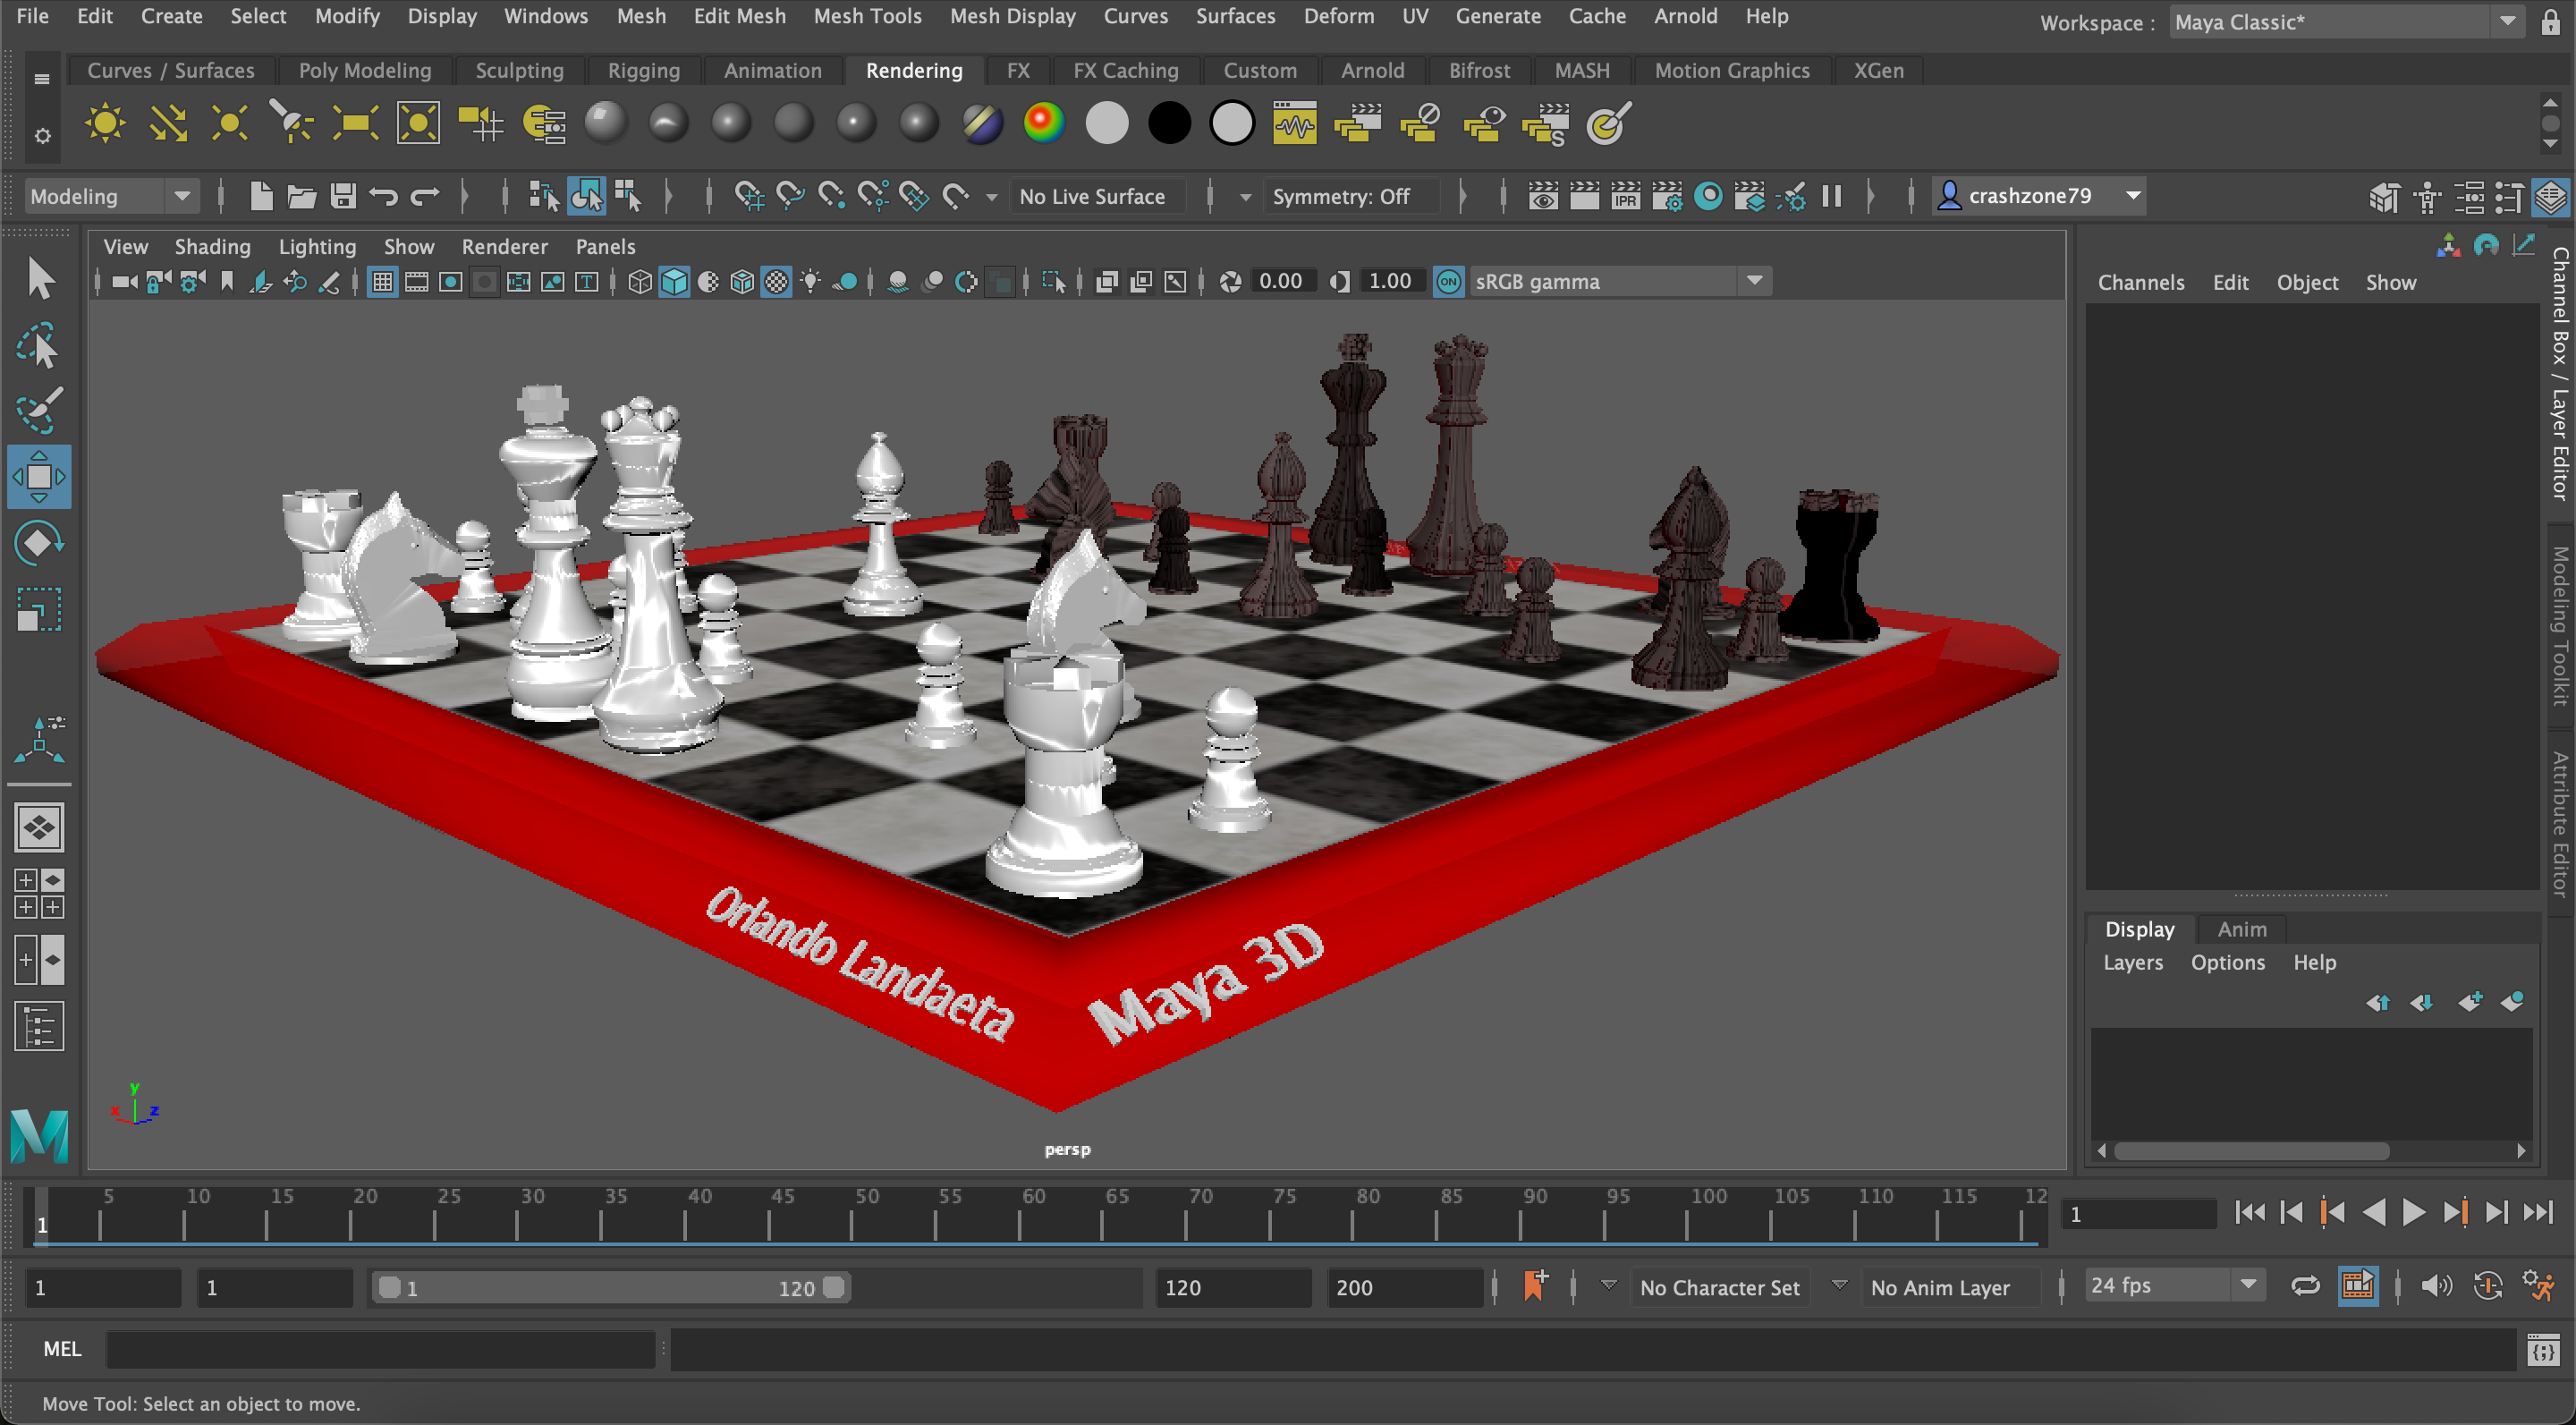 File Edit Create Select Modify Display Windows Mesh Edit Mesh Mesh Tools Mesh Display Curves Surfaces Deform UV Generate Cache Arnold Help Workspace : Maya Classic*
Curves / Surfaces Poly Modeling Sculpting Rigging Animation Rendering FX FX Caching Custom Arnold Bifrost MASH Motion Graphics XGen
S
Modeling No Live Surface Symmetry: Off IPR crashzone79
View Shading Lighting Show Renderer Panels
T 0.00 1.00 ON sRGB gamma
Channels Edit Object Show
Channel Box / Layer Editor
Modeling Toolkit
Attribute Editor
Orlando Landaeta
Maya 3D
Display Anim
Layers Options Help
y
x z
persp
M
5 10 15 20 25 30 35 40 45 50 55 60 65 70 75 80 85 90 95 100 105 110 115 12
1 1
1 1 1 120 120 200 No Character Set No Anim Layer 24 fps
MEL
Move Tool: Select an object to move.